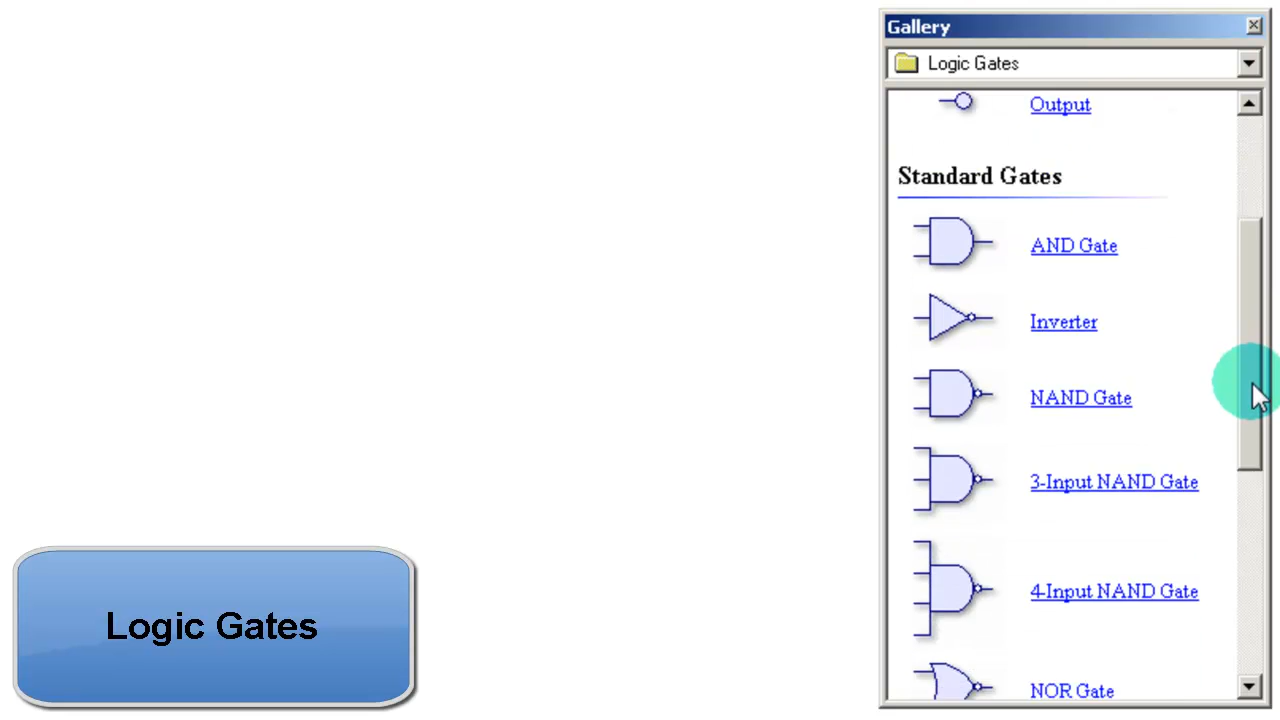 Gallery
Logic Gates
Output
Standard Gates
AND Gate
Inverter
NAND Gate
3-Input NAND Gate
4-Input NAND Gate
NOR Gate
Logic Gates